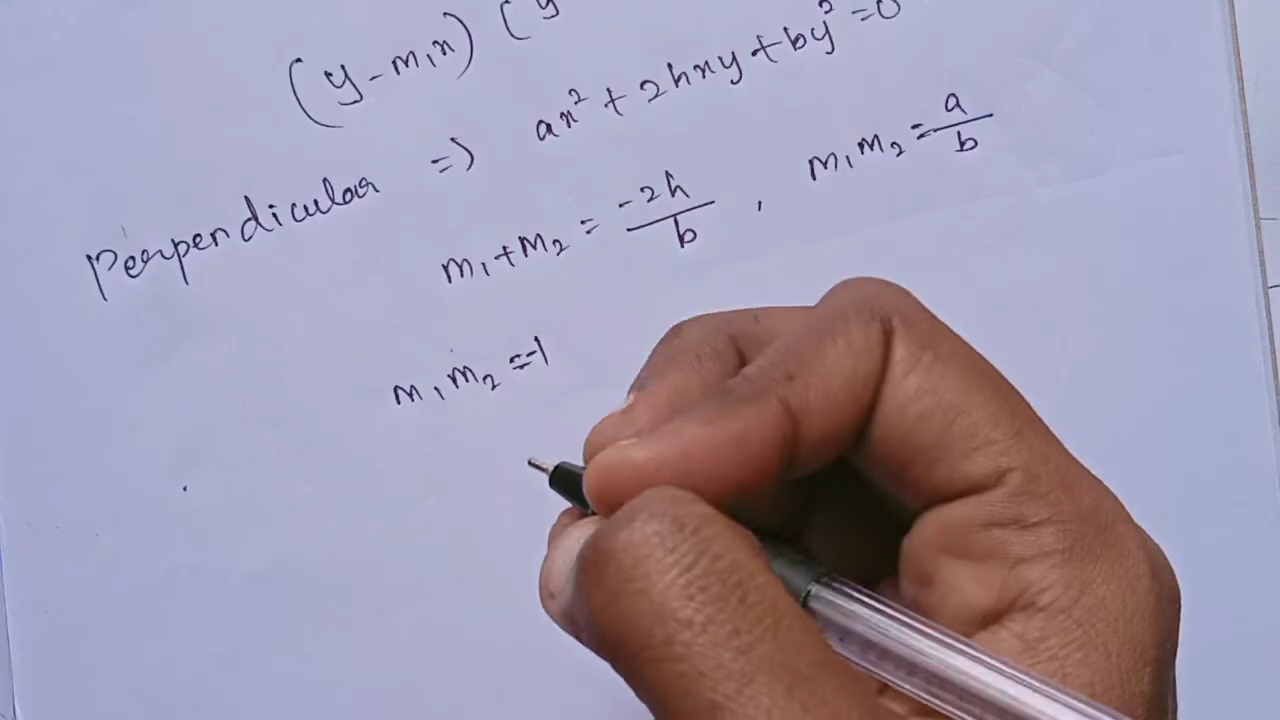 (y-m₁x) (y
Perpendicular => ax² + 2hxy + by² = 0
m₁+m₂ = -2h/b , m₁m₂ = a/b
m₁m₂ = -1